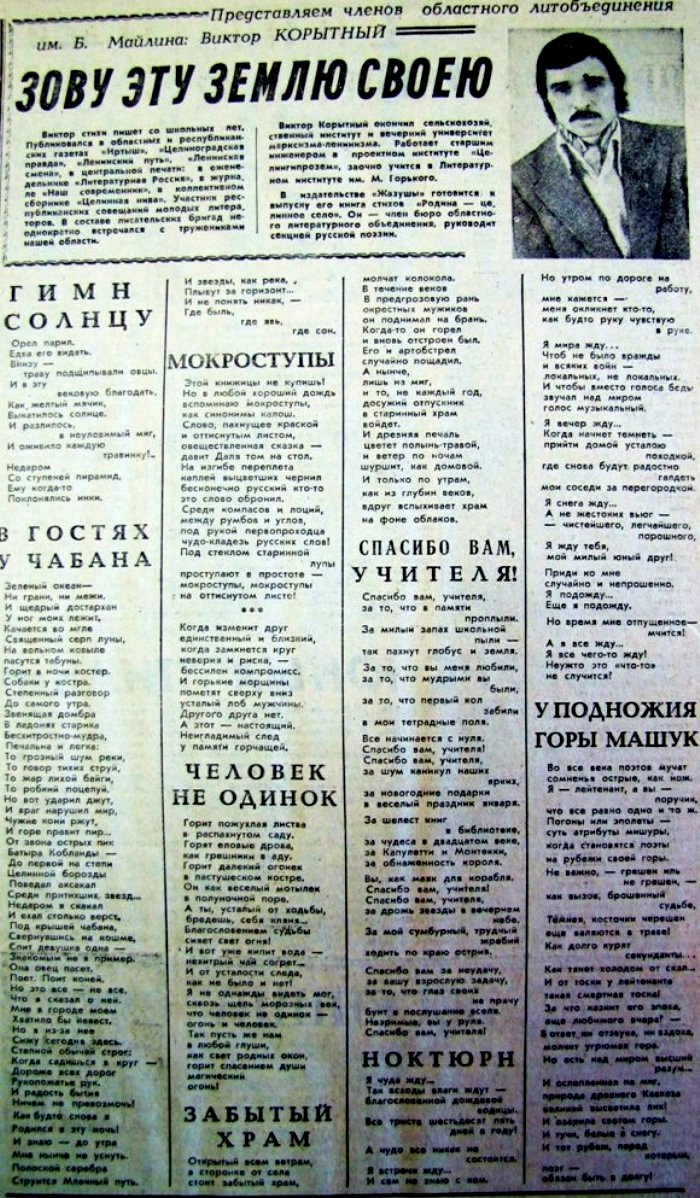 Представляем членов областного литобъединения
им. Б. Майлина: Виктор КОРЫТНЫЙ
ЗОВУ ЭТУ ЗЕМЛЮ СВОЕЮ
Виктор стихи пишет со школьных лет.
Публиковался в областных и республикан-
ских газетах «Иртыш», «Целиноградская
правда», «Ленинский путь», «Ленинская
смена», в центральной печати: в ежене-
дельнике «Литературная Россия», в журна-
ле «Наш современник», в коллективном
сборнике «Целинная нива». Участник рес-
публиканских совещаний молодых литера-
торов. В составе писательских бригад не-
однократно встречался с тружениками
нашей области.
Виктор Корытный окончил сельскохозяй-
ственный институт и вечерний университет
марксизма-ленинизма. Работает старшим
инженером в проектном институте «Це-
лингипрозем», заочно учится в Литератур-
ном институте им. М. Горького.
В издательстве «Жазушы» готовится к
выпуску его книга стихов «Родина — це-
линное село». Он — член бюро областно-
го литературного объединения, руководит
секцией русской поэзии.
ГИМН
СОЛНЦУ
Орел парил.
Едва его видать.
Внизу —
траву подщипывали овцы.
И в эту
вековую благодать,
Как желтый мячик,
Выкатилось солнце.
И разлилось,
в неуловимый миг,
И оживило каждую
травинку!..
Недаром
Со ступеней пирамид,
Ему когда-то
Поклонялись инки.
В ГОСТЯХ
У ЧАБАНА
Зеленый океан—
Ни грани, ни межи.
И щедрый достархан
У ног моих лежит,
Качается во мгле
Священный серп луны,
На вольном ковыле
пасутся табуны.
Горит в ночи костер.
Собаки у костра.
Степенный разговор
До самого утра.
Звенящая домбра
В ладонях старика
Бесхитростно-мудра,
Печальна и легка:
То грозный шум реки,
То говор тихих струй,
То жар лихой байги,
То робкий поцелуй.
Но вот ударил джут,
И враг нарушил мир,
Чужие кони ржут,
И горе правит пир...
От звона острых пик
Батыра Кобланды —
До первой на степи
Целинной борозды
Поведал аксакал
Среди притихших звезд...
Недаром я скакал
И ехал столько верст,
Под крышей чабана,
Свернувшись на кошме,
Спит девушка одна —
Знакомым не в пример.
Она овец пасет.
Поет. Поит коней.
Но это все — не все,
Что я сказал о ней.
Мне в городе моем
Хватило бы невест,
Но я из-за нее
Сижу сегодня здесь.
Степной обычай строг:
Когда садишься в круг —
Дороже всех дорог
Рукопожатье рук.
И радость бытия
Ничем не превозмочь!
Как будто снова я
Родился в эту ночь!
И знаю — до утра
Мне нынче не уснуть.
Полоской серебра
Струится Млечный путь.
И звезды, как река,
Плывут за горизонт...
И не понять никак, —
Где быль,
где явь,
где сон.
МОКРОСТУПЫ
Этой книжицы не купишь!
Но в любой хороший дождь
вспоминаю мокроступы,
как синонимы калош.
Слово, пахнущее краской
и оттиснутым листом,
овеществленная сказка —
давит Даля том на стол.
На изгибе переплета
каплей выцветших чернил
бесконечно русский кто-то
это слово обронил.
Среди компасов и лоций,
между румбов и углов,
под рукой первопроходца
чудо-кладезь русских слов!
Под стеклом старинной
лупы
проступают в простоте —
мокроступы, мокроступы
на оттиснутом листе!
***
Когда изменит друг
единственный и близкий,
когда замкнется круг
неверия и риска, —
бессилен компромисс.
И горькие морщины
пометят сверху вниз
усталый лоб мужчины.
Другого друга нет,
А этот — настоящий.
Неизгладимый след
у памяти горчащей.
ЧЕЛОВЕК
НЕ ОДИНОК
Горит пожухлая листва
в распахнутом саду.
Горят еловые дрова,
как грешники в аду.
Горит далекий огонек
в пастушеском костре.
Он как веселый мотылек
в полуночной поре.
А ты, усталый от ходьбы,
бредешь, себя кляня...
Благословением судьбы
сияет свет огня!
И вот уже кипит вода —
нехитрый чай согрет...
И от усталости следа,
как не было и нет!
Я не однажды видеть мог,
сквозь щель морозных век,
что человек не одинок —
огонь и человек.
Так пусть же нам
в любой глуши,
как свет родных окон,
горит спасением души
магический
огонь!
ЗАБЫТЫЙ
ХРАМ
Открытый всем ветрам,
в сторонке от села
стоит забытый храм,
молчат колокола.
В течение веков
В предгрозовую рань
окрестных мужиков
он поднимал на брань.
Когда-то он горел
и вновь отстроен был.
Его и артобстрел
случайно пощадил.
А нынче,
лишь из миг,
и то, не каждый год,
досужий отпускник
в старинный храм
войдет.
И древняя печаль
цветет полынь-травой,
и ветер по ночам
шуршит, как домовой.
И только по утрам,
как из глубин веков,
вдруг вспыхивает храм
на фоне облаков.
СПАСИБО ВАМ,
УЧИТЕЛЯ!
Спасибо вам, учителя,
за то, что в памяти
проплыли.
За милый запах школьной
пыли —
так пахнут глобус и земля.
За то, что вы меня любили,
за то, что мудрыми вы
были,
за то, что первый кол
забили
в мои тетрадные поля.
Все начинается с нуля.
Спасибо вам, учителя!
Спасибо вам, учителя,
за шум каникул наших
ярких,
за новогодние подарки
в веселый праздник января.
За шелест книг
в библиотеке,
за чудеса в двадцатом веке,
за Капулетти и Монтекки,
за обнаженность короля.
Вы, как маяк для корабля.
Спасибо вам, учителя!
Спасибо вам, учителя,
за дрожь звезды в вечернем
небе.
За мой сумбурный, трудный
жребий
ходить по краю острия.
Спасибо вам за неудачу,
за вашу взрослую задачу,
за то, что глаз своих
не прячу
бунт в послушание вселя.
Незримые, вы у руля.
Спасибо вам, учителя!
НОКТЮРН
Я чуда жду...
Так всходы влаги ждут —
благословенной дождевой
водицы.
Все триста шестьдесят пять
дней в году!
А чудо все никак не
состоится.
Я встречи жду...
И сам не знаю с кем.
Но утром по дороге на
работу,
мне кажется —
меня окликнет кто-то,
как будто руку чувствую
в руке.
Я мира жду...
Чтоб не было вражды
и всяких войн —
локальных, не локальных.
И чтобы вместо голоса беды
звучал над миром
голос музыкальный.
Я вечер жду...
Когда начнет темнеть —
прийти домой усталою
походкой,
где снова будут радостно
галдеть
мои соседи за перегородкой.
Я снега жду...
А не жестоких вьюг —
— чистейшего, легчайшего,
порошного.
Я жду тебя,
мой милый юный друг!
Приди ко мне
случайно и непрошенно.
Я подожду...
Еще я подожду.
Но время мне отпущенное—
мчится!
А я все жду...
Я все чего-то жду!
Неужто это «что-то»
не случится?
У ПОДНОЖИЯ
ГОРЫ МАШУК
Во все века поэтов мучат
сомненья острые, как нож.
Я — лейтенант, а вы —
поручик,
что все равно одно и то ж.
Погоны или эполеты —
суть атрибуты мишуры,
когда становятся поэты
на рубежи своей горы.
Не важно, — грешен иль
не грешен, —
как вызов, брошенный
судьбе,
Темнея, косточки черешен
еще валяются в траве!
Как долго курят
секунданты...
Как тянет холодом от скал...
И от тоски у лейтенанта
такая смертная тоска!
За что казнит его эпоха,
еще любимого вчера! —
В ответ ни отзвука, ни вздоха,
молчит угрюмая гора.
Но есть над миром высший
разум...
И ослепленная на миг,
природа древнего Кавказа
великий высветила лик!
И озарила светом горы.
И тучи, белые в снегу.
И тот рубеж, перед
которым,
поэт —
обязан быть в долгу!